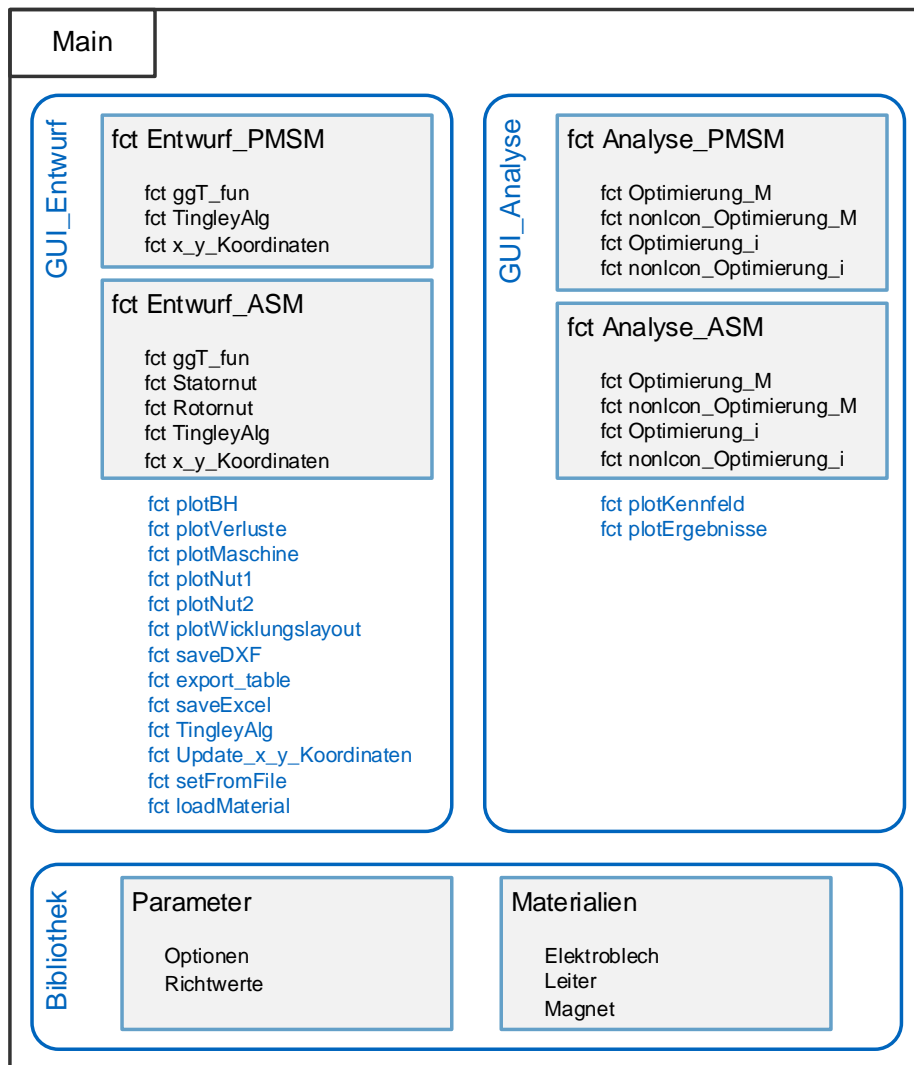 Main
GUI_Entwurf
fct Entwurf_PMSM
fct ggT_fun
fct TingleyAlg
fct x_y_Koordinaten
fct Entwurf_ASM
fct ggT_fun
fct Statornut
fct Rotornut
fct TingleyAlg
fct x_y_Koordinaten
fct plotBH
fct plotVerluste
fct plotMaschine
fct plotNut1
fct plotNut2
fct plotWicklungslayout
fct saveDXF
fct export_table
fct saveExcel
fct TingleyAlg
fct Update_x_y_Koordinaten
fct setFromFile
fct loadMaterial
GUI_Analyse
fct Analyse_PMSM
fct Optimierung_M
fct nonlcon_Optimierung_M
fct Optimierung_i
fct nonlcon_Optimierung_i
fct Analyse_ASM
fct Optimierung_M
fct nonlcon_Optimierung_M
fct Optimierung_i
fct nonlcon_Optimierung_i
fct plotKennfeld
fct plotErgebnisse
Bibliothek
Parameter
Optionen
Richtwerte
Materialien
Elektroblech
Leiter
Magnet